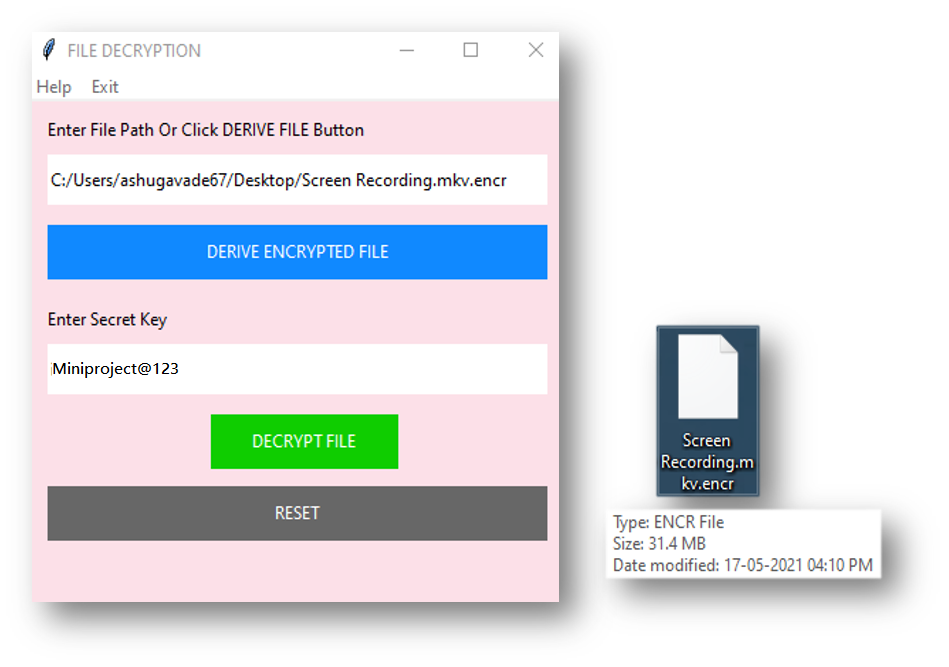 FILE DECRYPTION
Help Exit
Enter File Path Or Click DERIVE FILE Button
C:/Users/ashugavade67/Desktop/Screen Recording.mkv.encr
DERIVE ENCRYPTED FILE
Enter Secret Key
Miniproject@123
DECRYPT FILE
RESET
Screen
Recording.m
kv.encr
Type: ENCR File
Size: 31.4 MB
Date modified: 17-05-2021 04:10 PM